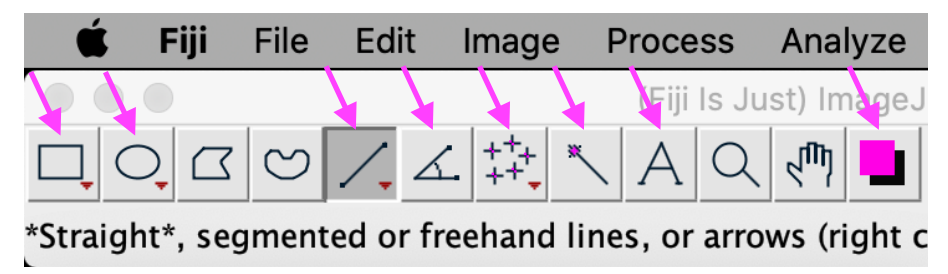 Fiji File Edit Image Process Analyze
(Fiji Is Just) ImageJ
A
*Straight*, segmented or freehand lines, or arrows (right c